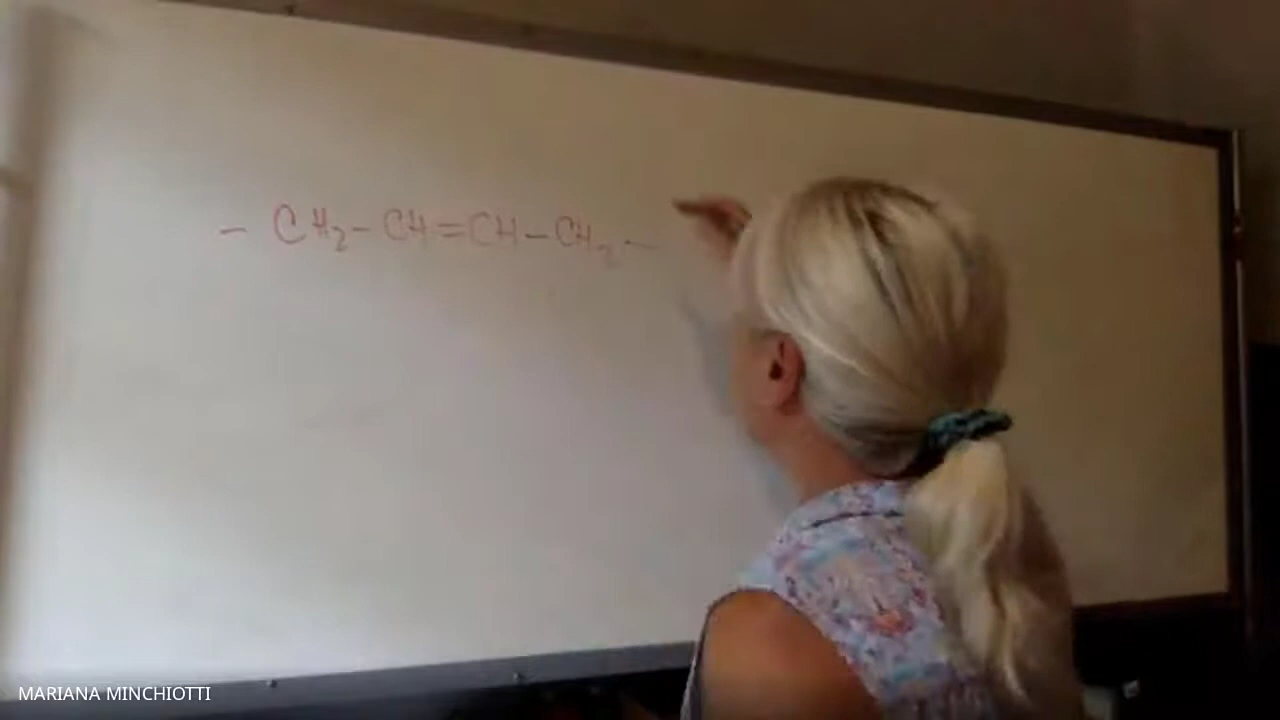 - CH₂ - CH = CH - CH₂ -
MARIANA MINCHIOTTI